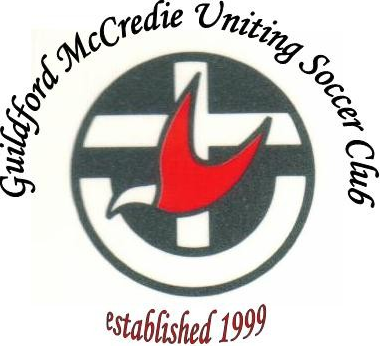 Guildford McCredie Uniting Soccer Club
established 1999